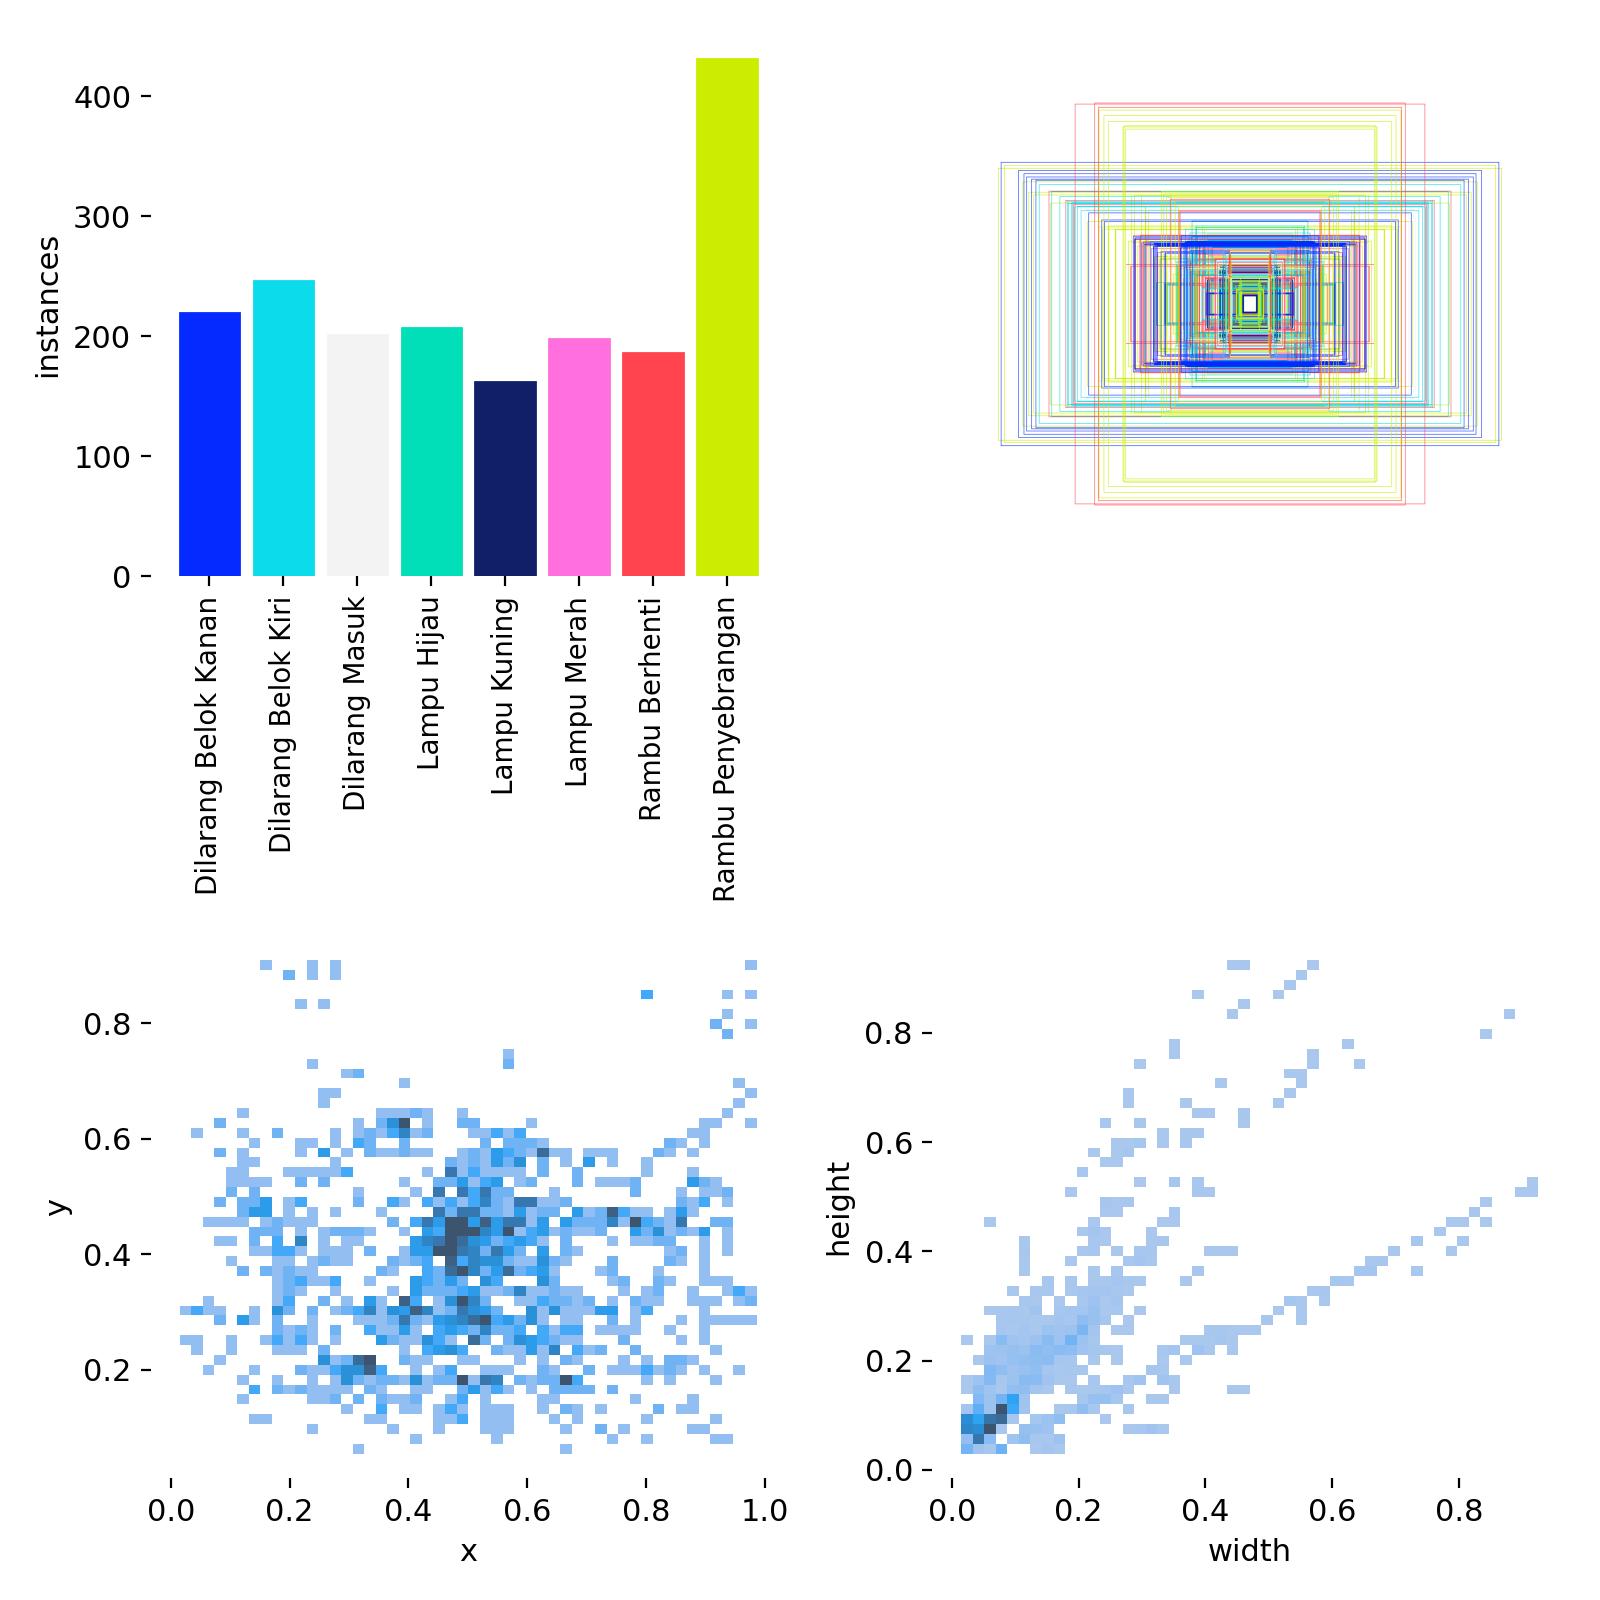 400
300
200
100
0
instances
Dilarang Belok Kanan
Dilarang Belok Kiri
Dilarang Masuk
Lampu Hijau
Lampu Kuning
Lampu Merah
Rambu Berhenti
Rambu Penyebrangan
0.8
0.6
0.4
0.2
y
0.0 0.2 0.4 0.6 0.8 1.0
x
0.8
0.6
0.4
0.2
0.0
height
0.0 0.2 0.4 0.6 0.8
width